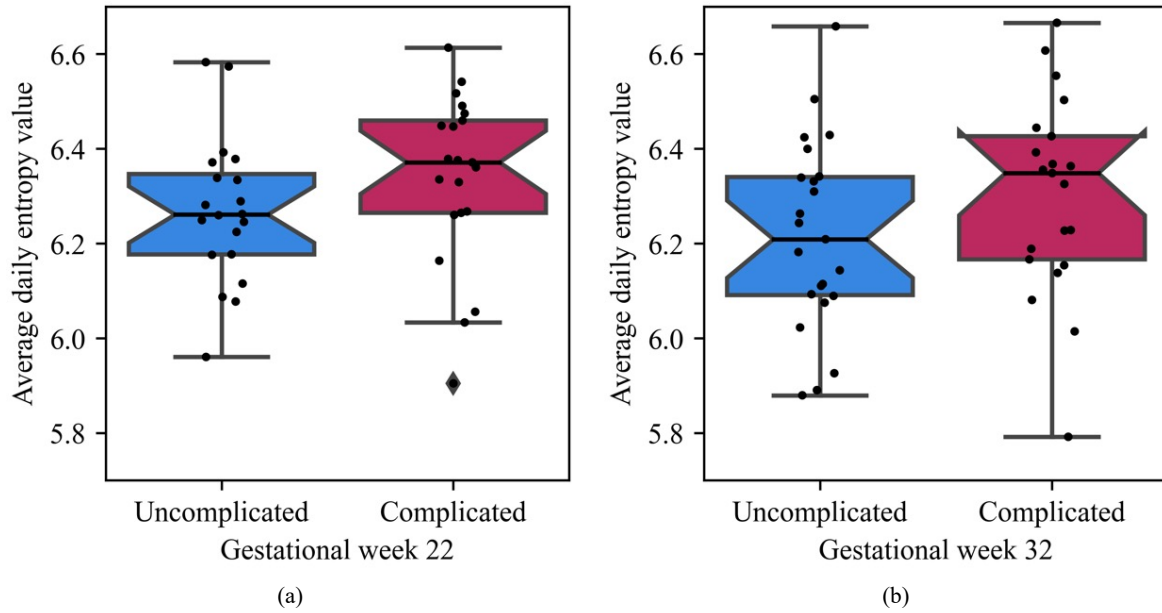 Average daily entropy value
6.6
6.4
6.2
6.0
5.8
Uncomplicated Complicated
Gestational week 22
(a)
Average daily entropy value
6.6
6.4
6.2
6.0
5.8
Uncomplicated Complicated
Gestational week 32
(b)